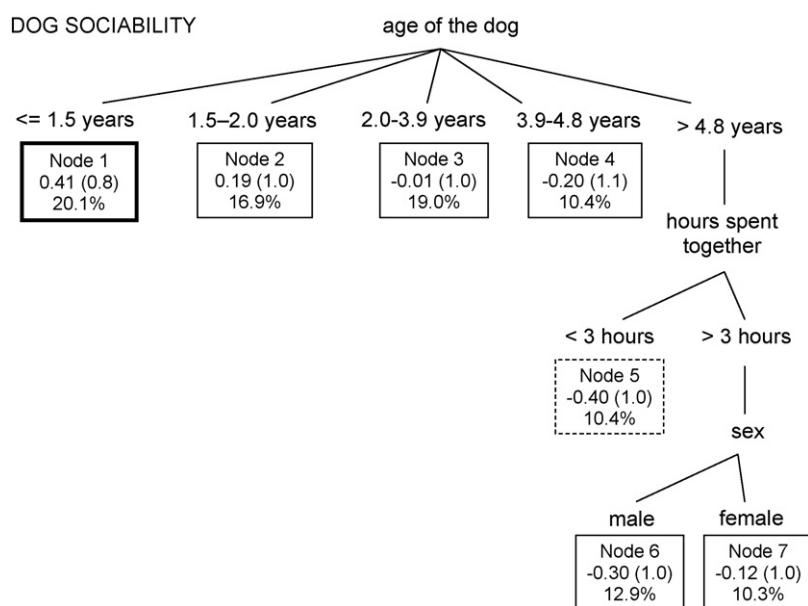 DOG SOCIABILITY
age of the dog
<= 1.5 years
1.5–2.0 years
2.0-3.9 years
3.9-4.8 years
> 4.8 years
Node 1
0.41 (0.8)
20.1%
Node 2
0.19 (1.0)
16.9%
Node 3
-0.01 (1.0)
19.0%
Node 4
-0.20 (1.1)
10.4%
hours spent
together
< 3 hours
> 3 hours
Node 5
-0.40 (1.0)
10.4%
sex
male
female
Node 6
-0.30 (1.0)
12.9%
Node 7
-0.12 (1.0)
10.3%